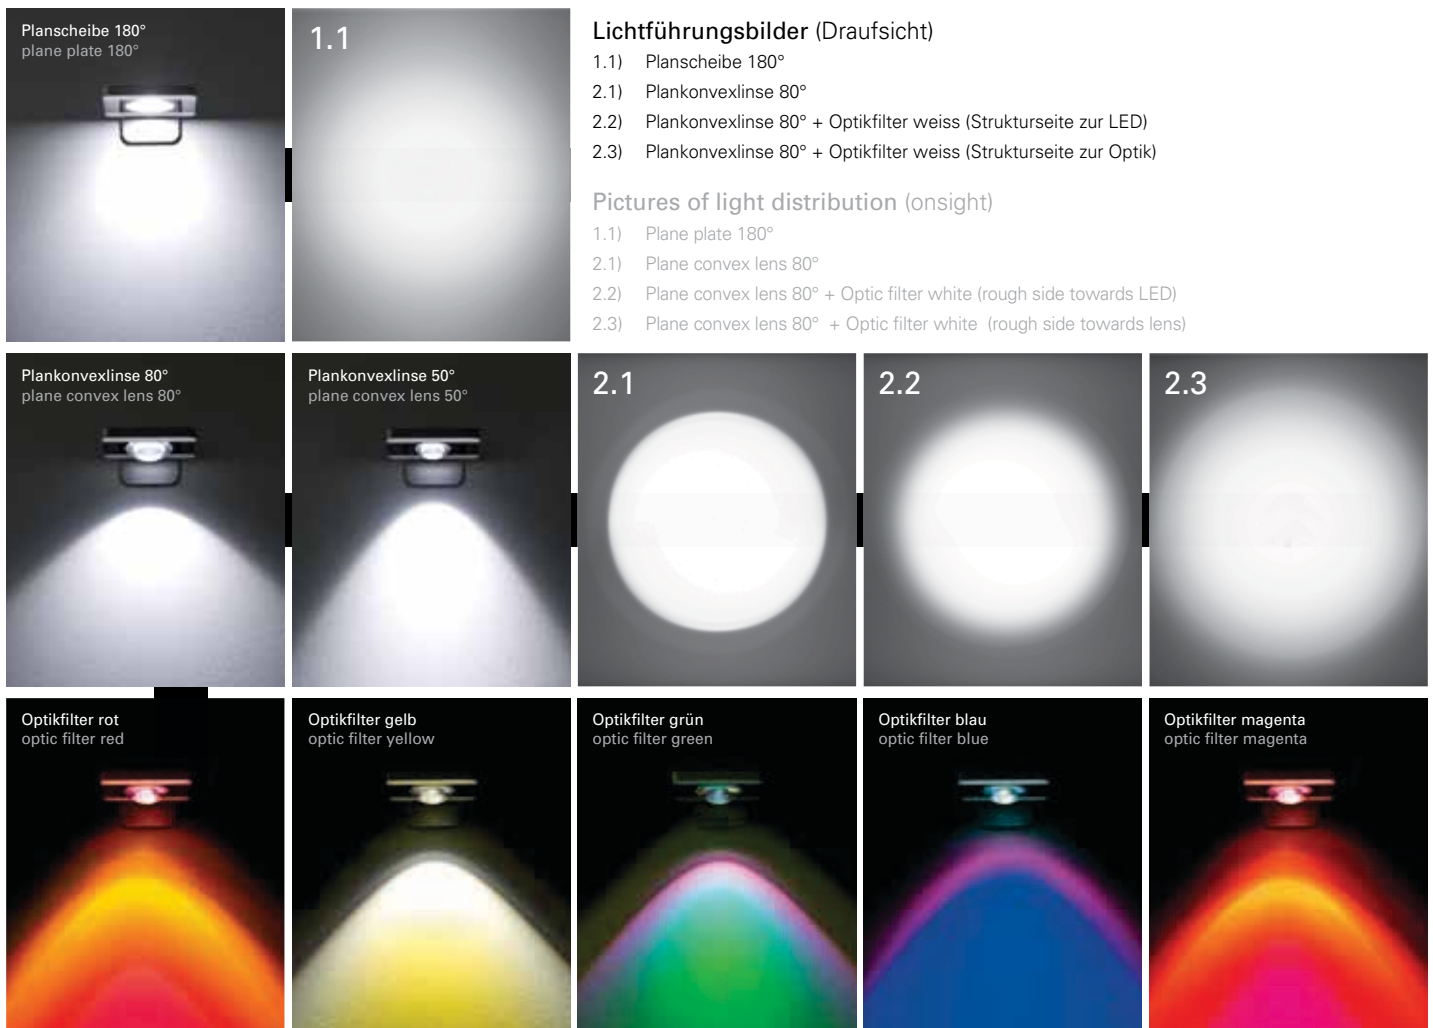 Planscheibe 180°
plane plate 180°
1.1
Lichtführungsbilder (Draufsicht)
1.1) Planscheibe 180°
2.1) Plankonvexlinse 80°
2.2) Plankonvexlinse 80° + Optikfilter weiss (Strukturseite zur LED)
2.3) Plankonvexlinse 80° + Optikfilter weiss (Strukturseite zur Optik)
Pictures of light distribution (onsight)
1.1) Plane plate 180°
2.1) Plane convex lens 80°
2.2) Plane convex lens 80° + Optic filter white (rough side towards LED)
2.3) Plane convex lens 80° + Optic filter white (rough side towards lens)
Plankonvexlinse 80°
plane convex lens 80°
Plankonvexlinse 50°
plane convex lens 50°
2.1
2.2
2.3
Optikfilter rot
optic filter red
Optikfilter gelb
optic filter yellow
Optikfilter grün
optic filter green
Optikfilter blau
optic filter blue
Optikfilter magenta
optic filter magenta